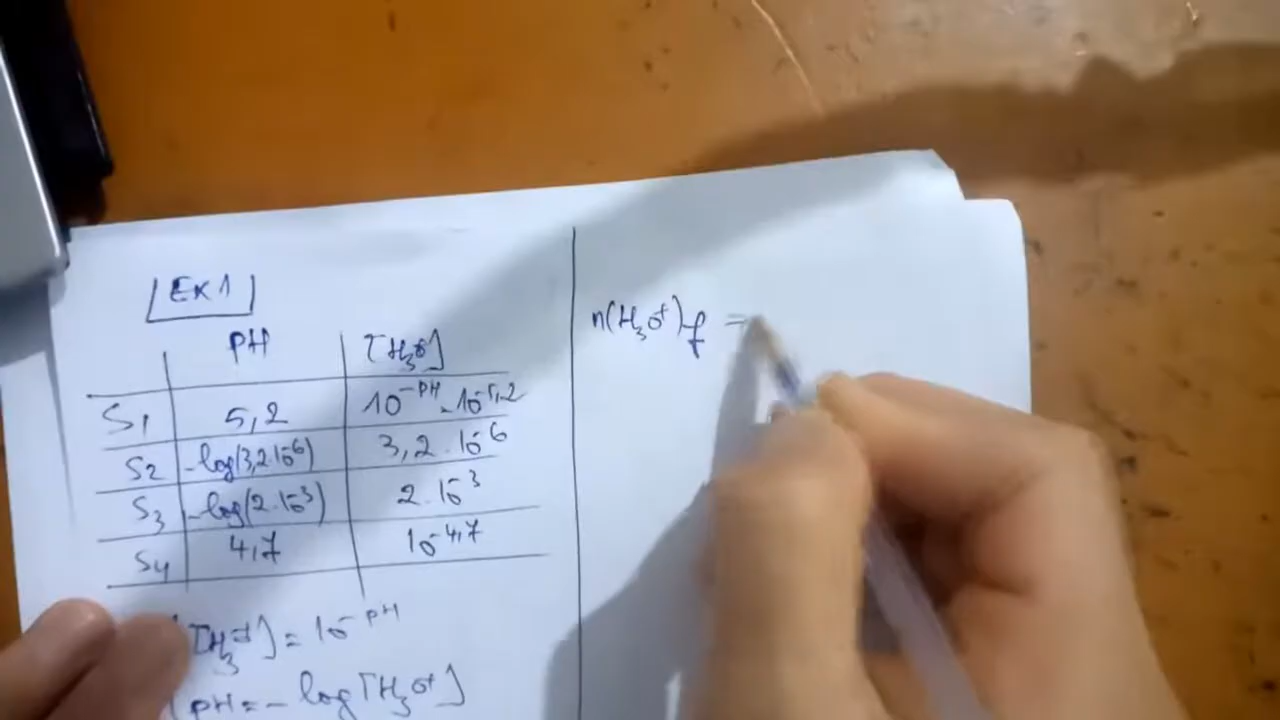 EX1
PH [H₃O⁺]
S₁ 5,2 10^-PH = 10^-5,2
S₂ -log(3,2.10^-6) 3,2.10^-6
S₃ -log(2.10^-3) 2.10^-3
S₄ 4,7 10^-4,7
[H₃O⁺] = 10^-PH
PH = - log [H₃O⁺]
n(H₃O⁺)f =